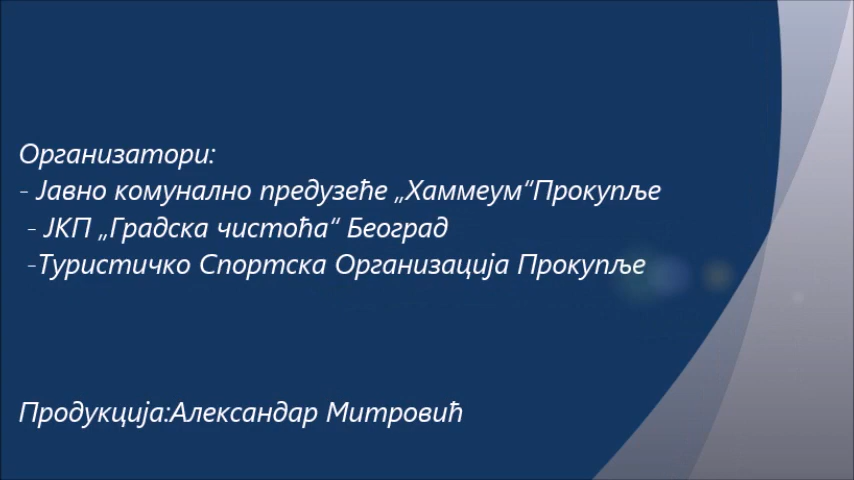 Организатори:
- Јавно комунално предузеће „Хаммеум“Прокупље
- ЈКП „Градска чистоћа“ Београд
-Туристичко Спортска Организација Прокупље
Продукција:Александар Митровић